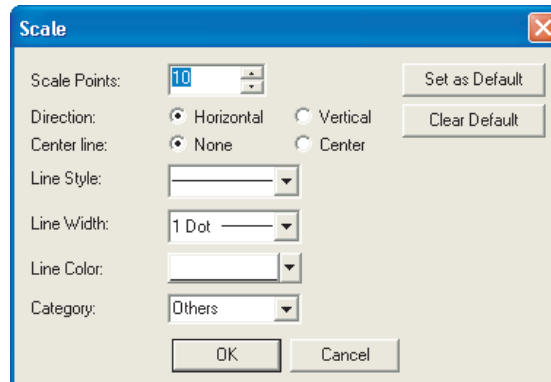 Scale
Scale Points: 10 Set as Default
Direction: Horizontal Vertical Clear Default
Center line: None Center
Line Style:
Line Width: 1 Dot
Line Color:
Category: Others
OK Cancel